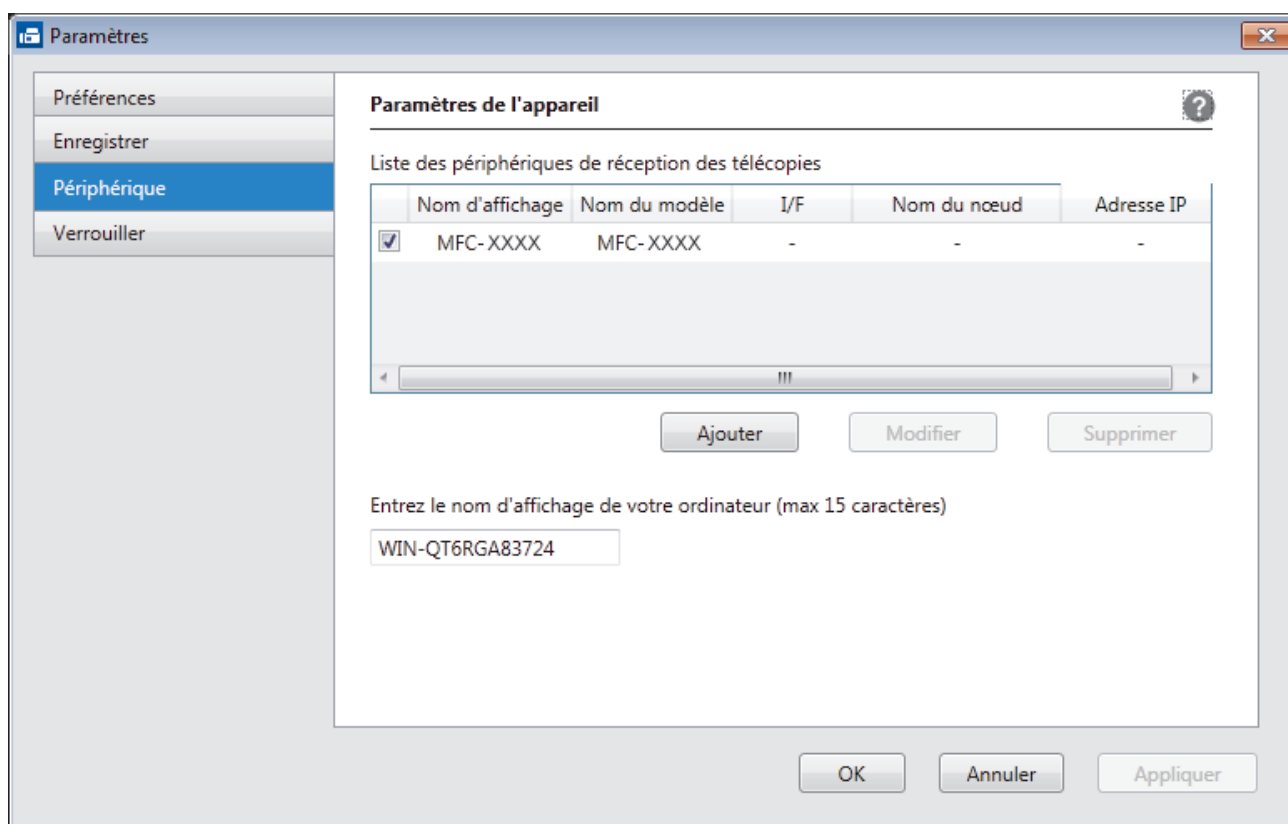 Paramètres
Préférences
Enregistrer
Périphérique
Verrouiller
Paramètres de l'appareil
?
Liste des périphériques de réception des télécopies
Nom d'affichage Nom du modèle I/F Nom du nœud Adresse IP
MFC-XXXX MFC-XXXX - - -
Ajouter Modifier Supprimer
Entrez le nom d'affichage de votre ordinateur (max 15 caractères)
WIN-QT6RGA83724
OK Annuler Appliquer